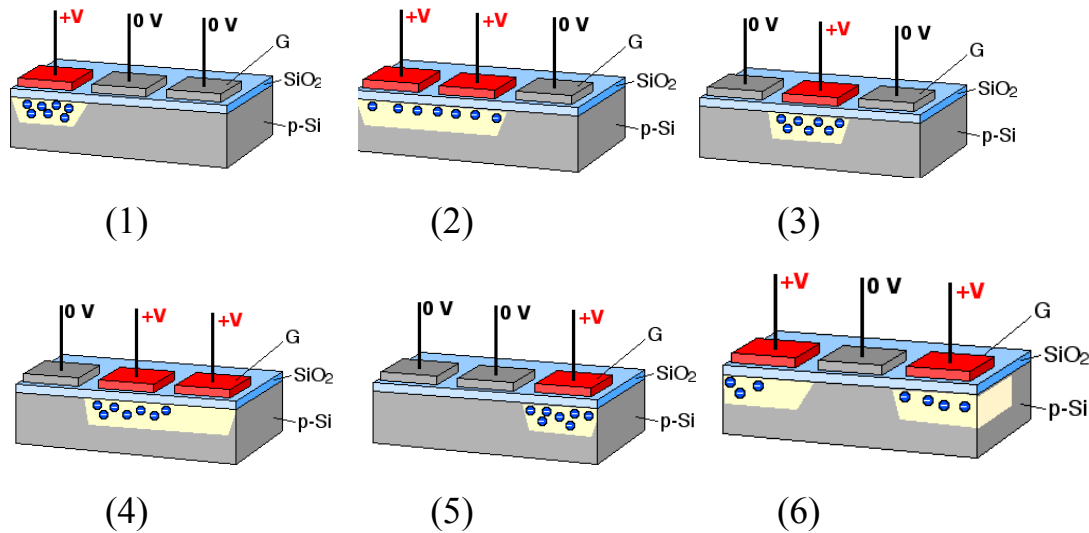 +V 0 V 0 V
G
SiO₂
p-Si
(1)
+V +V 0 V
G
SiO₂
p-Si
(2)
0 V +V 0 V
G
SiO₂
p-Si
(3)
0 V +V +V
G
SiO₂
p-Si
(4)
0 V 0 V +V
G
SiO₂
p-Si
(5)
+V 0 V +V
G
SiO₂
p-Si
(6)